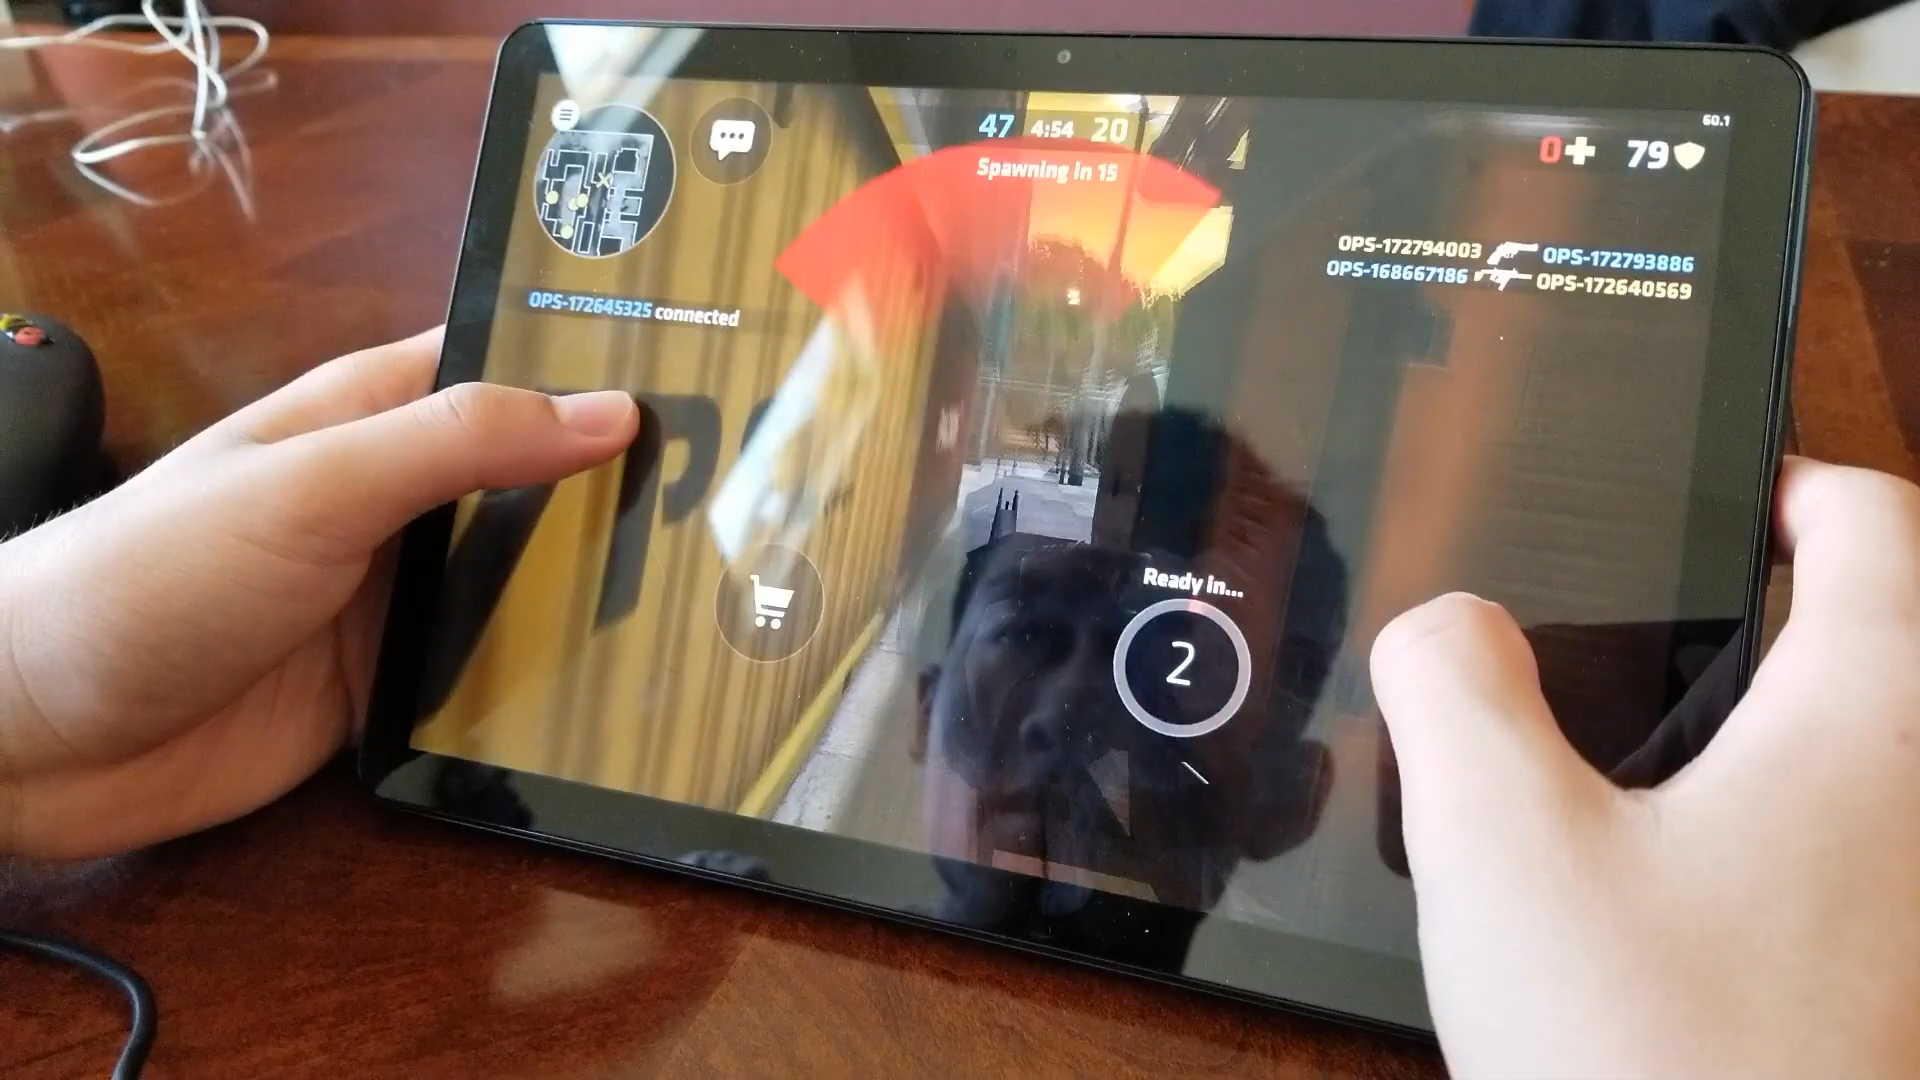 60.1
47 4:54 20
Spawning in 15
0 79
OPS-172794003 OPS-172793886
OPS-168667186 OPS-172640569
OPS-172645325 connected
Ready in...
2